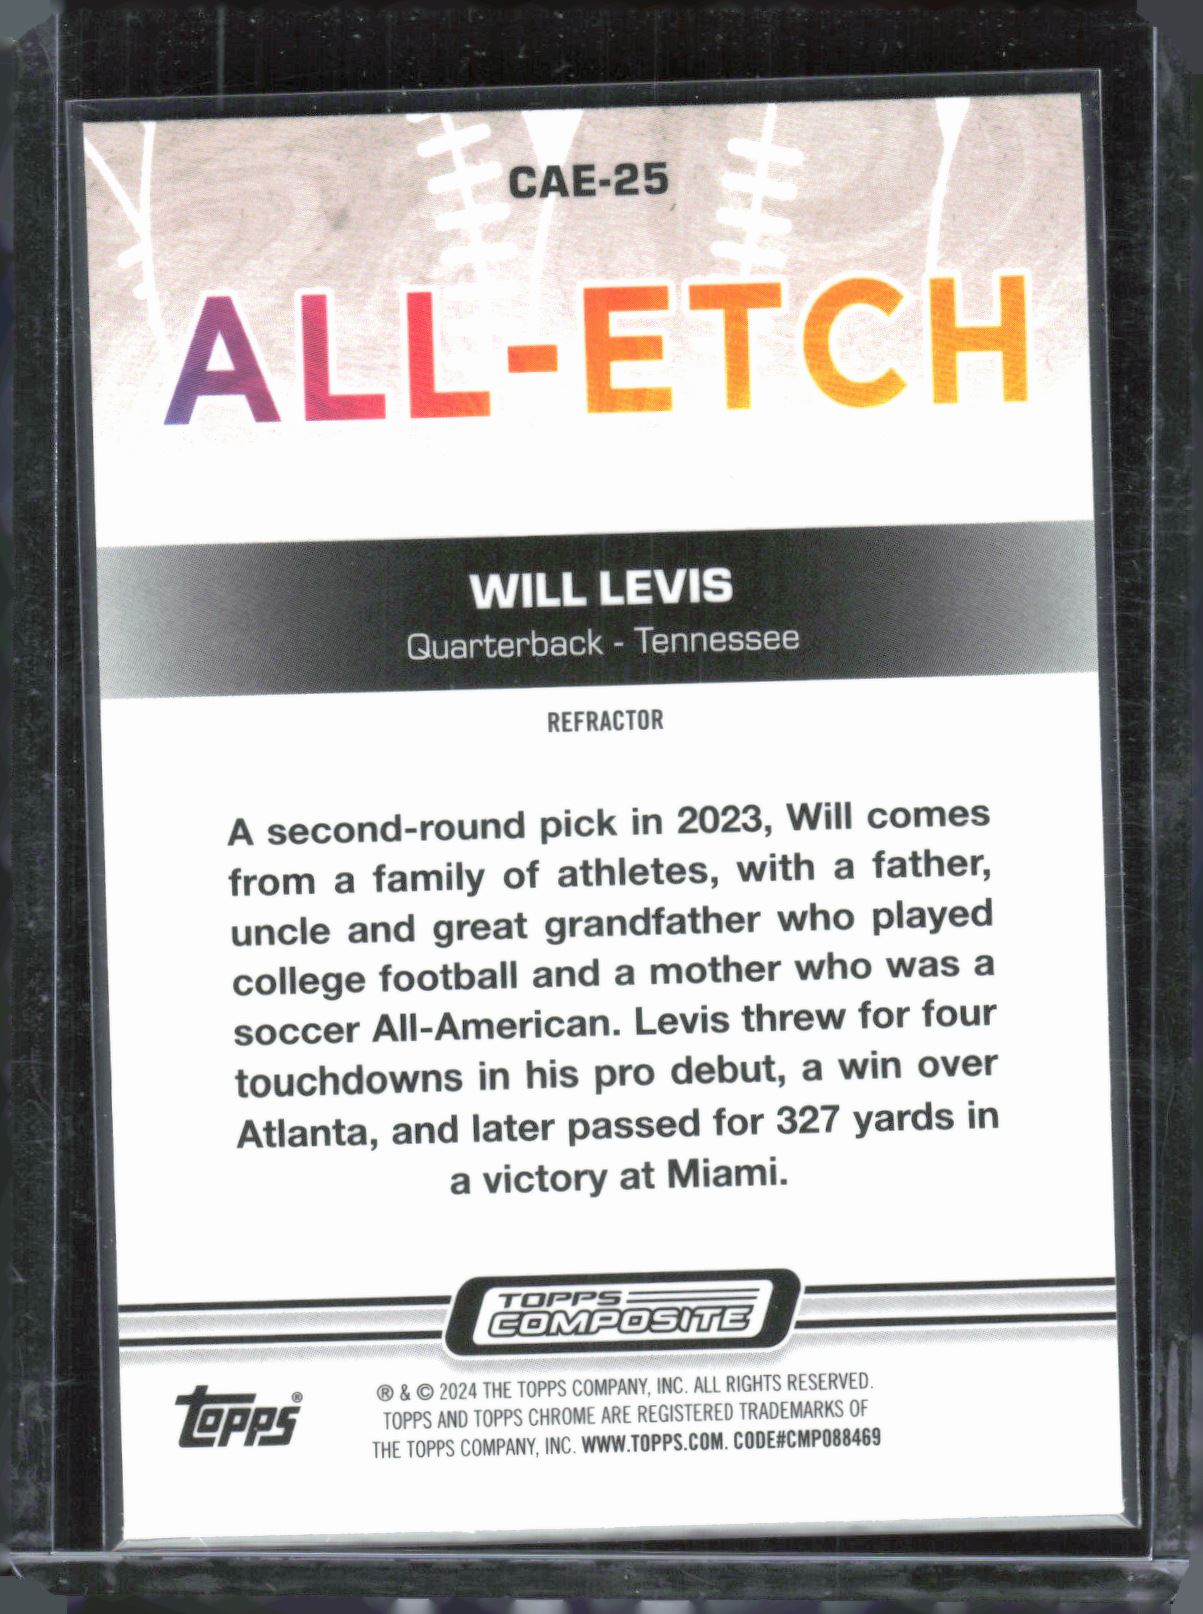 CAE-25
ALL-ETCH
WILL LEVIS
Quarterback - Tennessee
REFRACTOR
A second-round pick in 2023, Will comes
from a family of athletes, with a father,
uncle and great grandfather who played
college football and a mother who was a
soccer All-American. Levis threw for four
touchdowns in his pro debut, a win over
Atlanta, and later passed for 327 yards in
a victory at Miami.
TOPPS
COMPOSITE
topps®
® & © 2024 THE TOPPS COMPANY, INC. ALL RIGHTS RESERVED.
TOPPS AND TOPPS CHROME ARE REGISTERED TRADEMARKS OF
THE TOPPS COMPANY, INC. WWW.TOPPS.COM. CODE#CMP088469